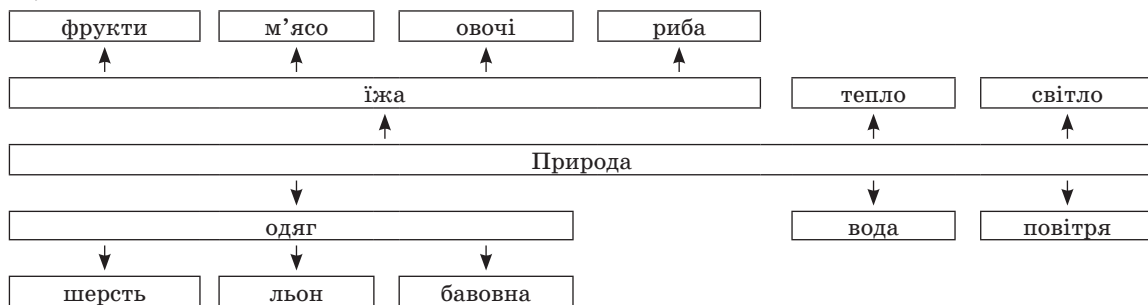 фрукти м’ясо овочі риба
їжа тепло світло
Природа
одяг вода повітря
шерсть льон бавовна